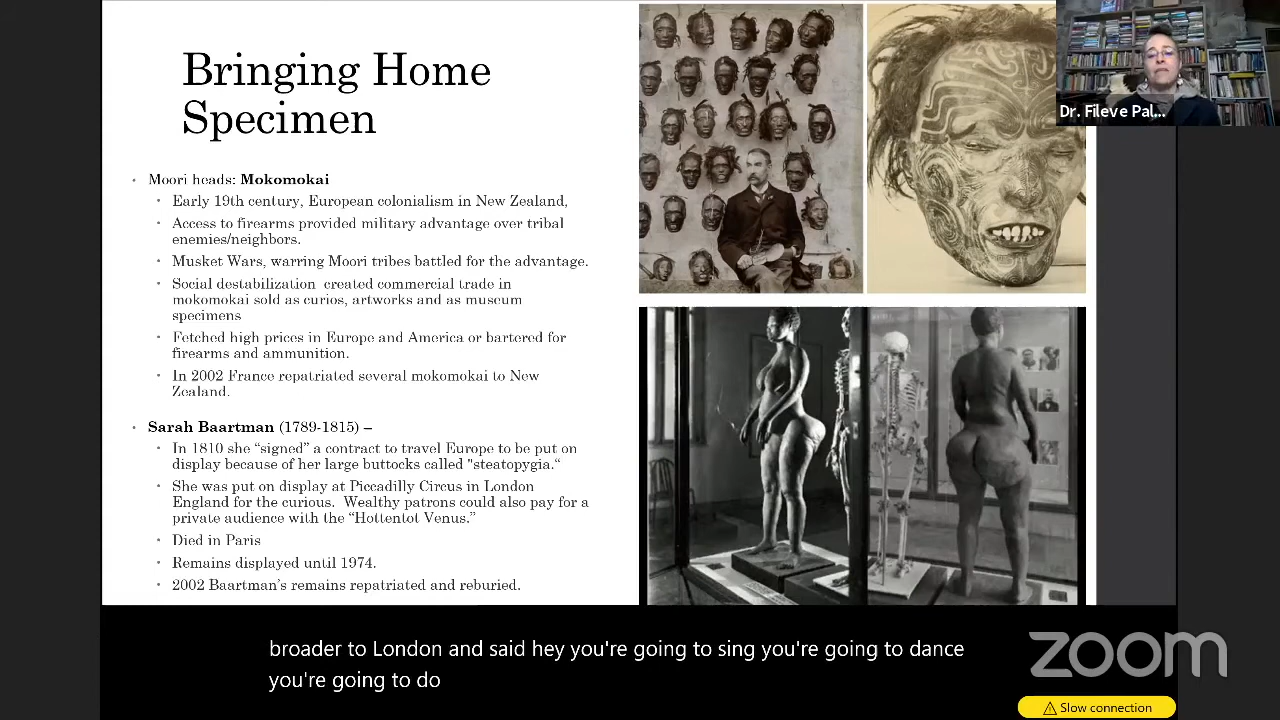 Bringing Home
Specimen
Dr. Fileve Pal...
• Moori heads: Mokomokai
• Early 19th century, European colonialism in New Zealand,
• Access to firearms provided military advantage over tribal
enemies/neighbors.
• Musket Wars, warring Moori tribes battled for the advantage.
• Social destabilization created commercial trade in
mokomokai sold as curios, artworks and as museum
specimens
• Fetched high prices in Europe and America or bartered for
firearms and ammunition.
• In 2002 France repatriated several mokomokai to New
Zealand.
• Sarah Baartman (1789-1815) –
• In 1810 she “signed” a contract to travel Europe to be put on
display because of her large buttocks called "steatopygia.“
• She was put on display at Piccadilly Circus in London
England for the curious. Wealthy patrons could also pay for a
private audience with the “Hottentot Venus.”
• Died in Paris
• Remains displayed until 1974.
• 2002 Baartman’s remains repatriated and reburied.
broader to London and said hey you're going to sing you're going to dance
you're going to do
zoom
Slow connection